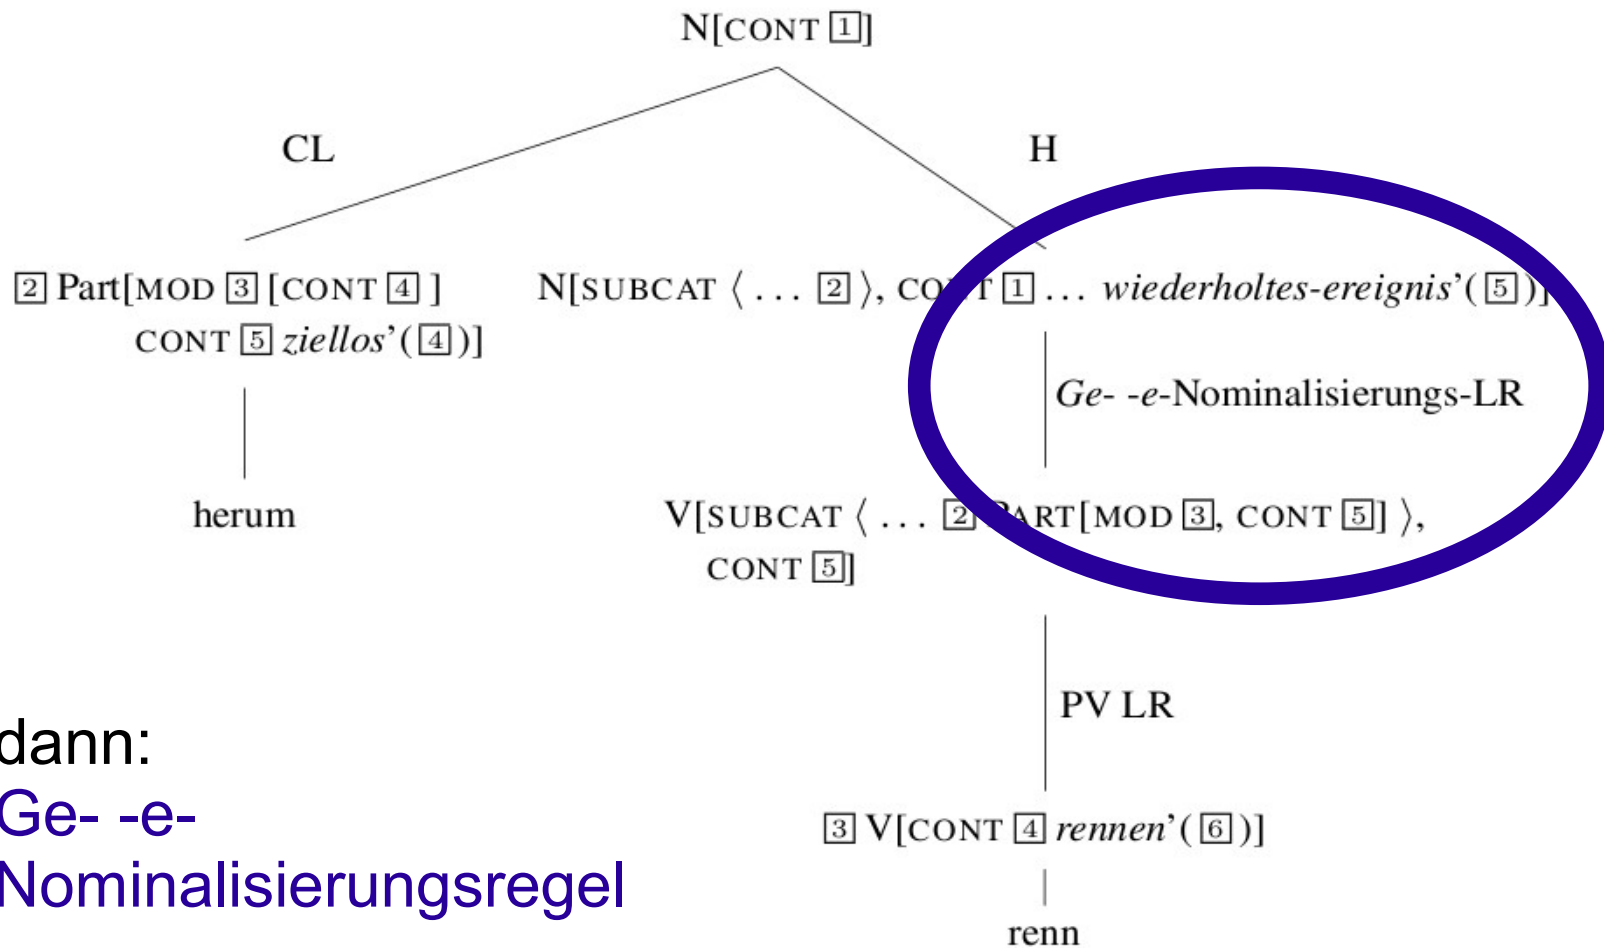 N[CONT 1]
CL
H
2 Part[MOD 3 [CONT 4 ]
CONT 5 ziellos’(4)]
N[SUBCAT ⟨ … 2 ⟩, CONT 1 … wiederholtes-ereignis’(5)]
Ge- -e-Nominalisierungs-LR
herum
V[SUBCAT ⟨ … 2 PART[MOD 3, CONT 5] ⟩,
CONT 5]
PV LR
dann:
Ge- -e-
Nominalisierungsregel
3 V[CONT 4 rennen’(6)]
renn